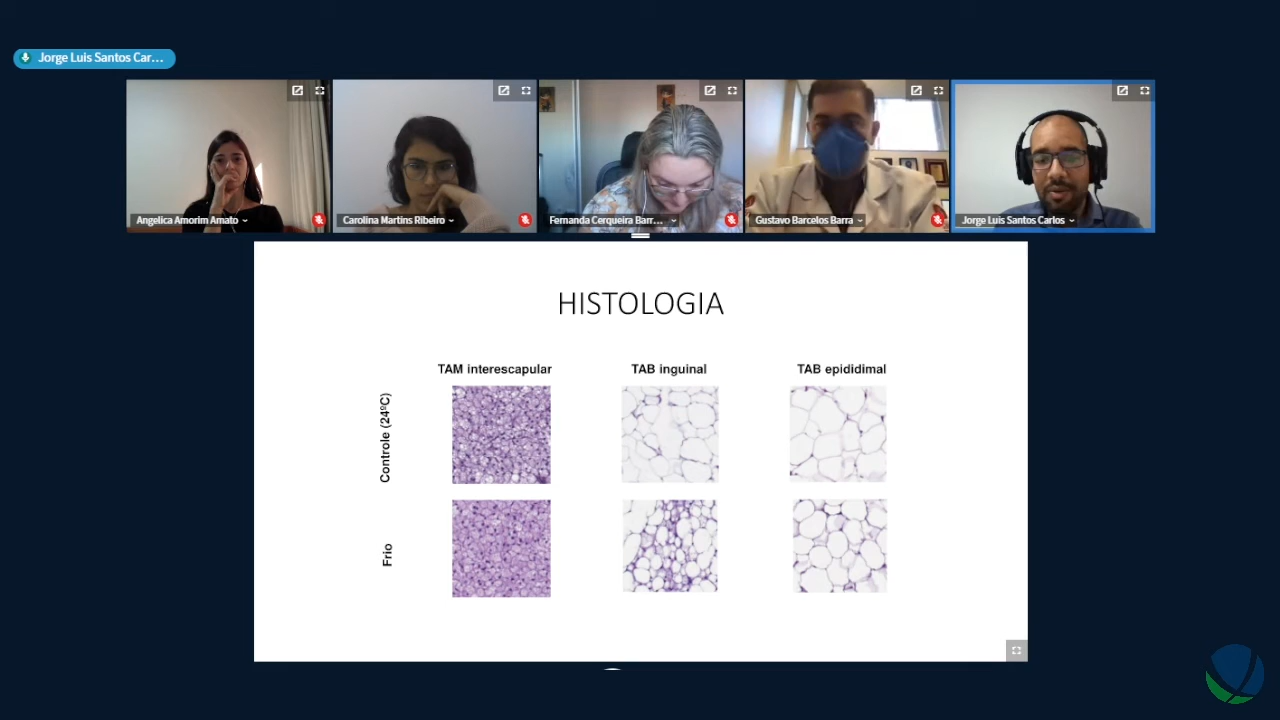 Jorge Luis Santos Car...
Angelica Amorim Amato
Carolina Martins Ribeiro
Fernanda Cerqueira Barr...
Gustavo Barcelos Barra
Jorge Luis Santos Carlos
HISTOLOGIA
TAM interescapular
TAB inguinal
TAB epididimal
Controle (24ºC)
Frio